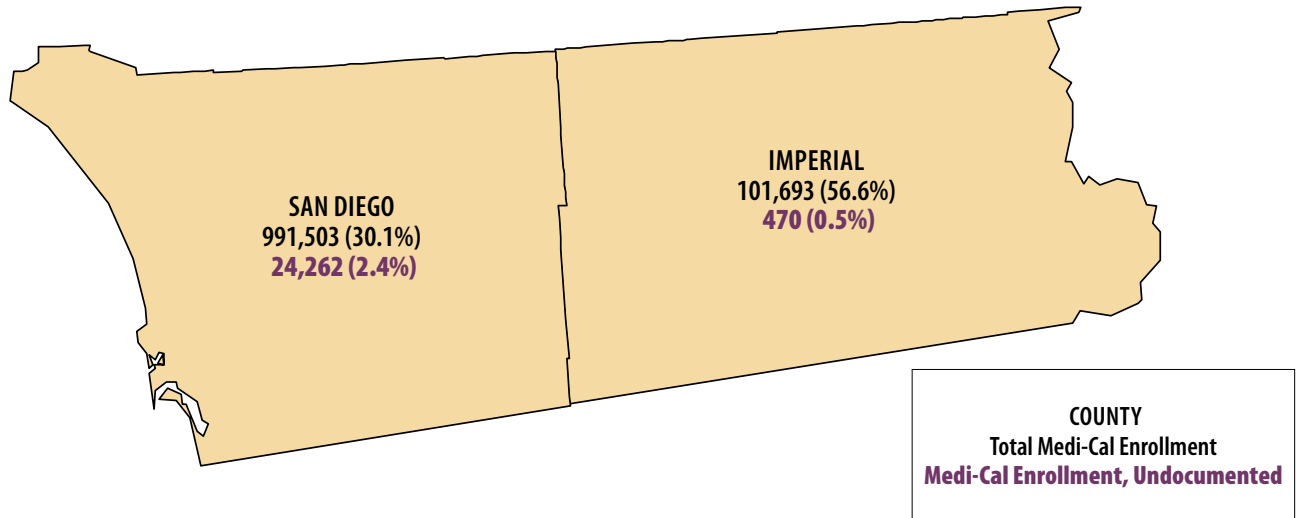 SAN DIEGO
991,503 (30.1%)
24,262 (2.4%)
IMPERIAL
101,693 (56.6%)
470 (0.5%)
COUNTY
Total Medi-Cal Enrollment
Medi-Cal Enrollment, Undocumented